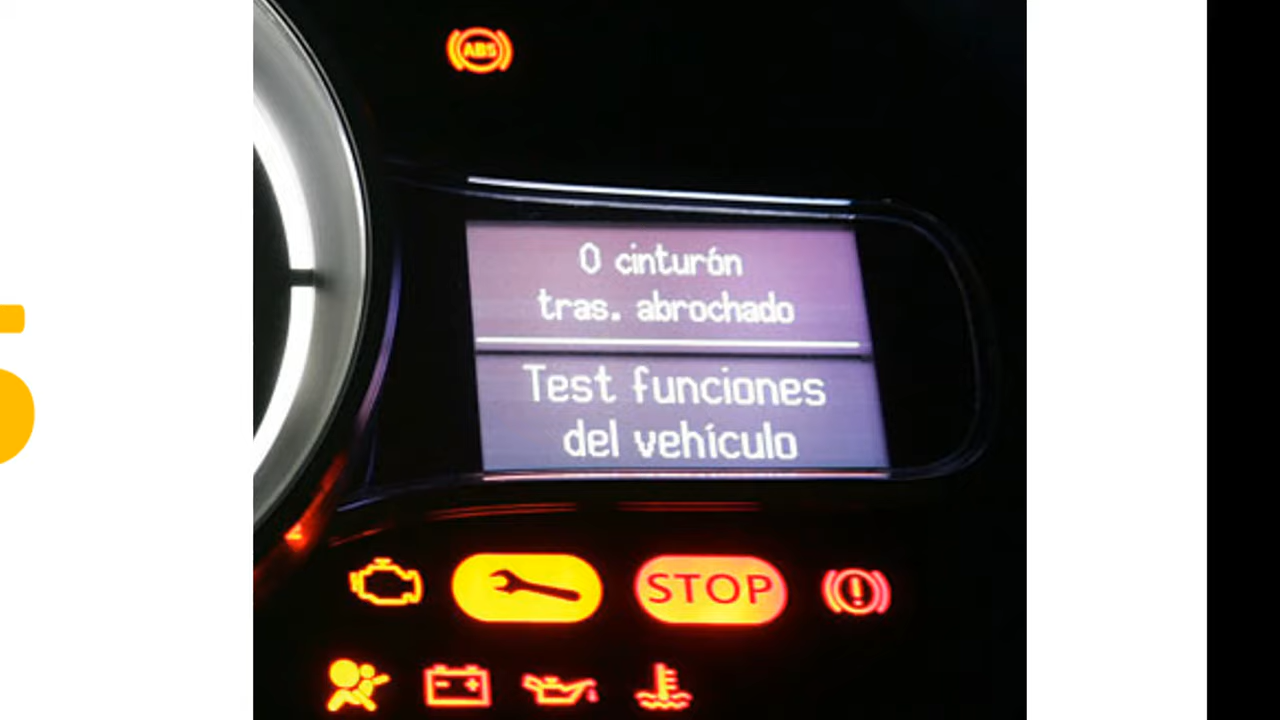 ABS
0 cinturón
tras. abrochado
Test funciones
del vehículo
STOP